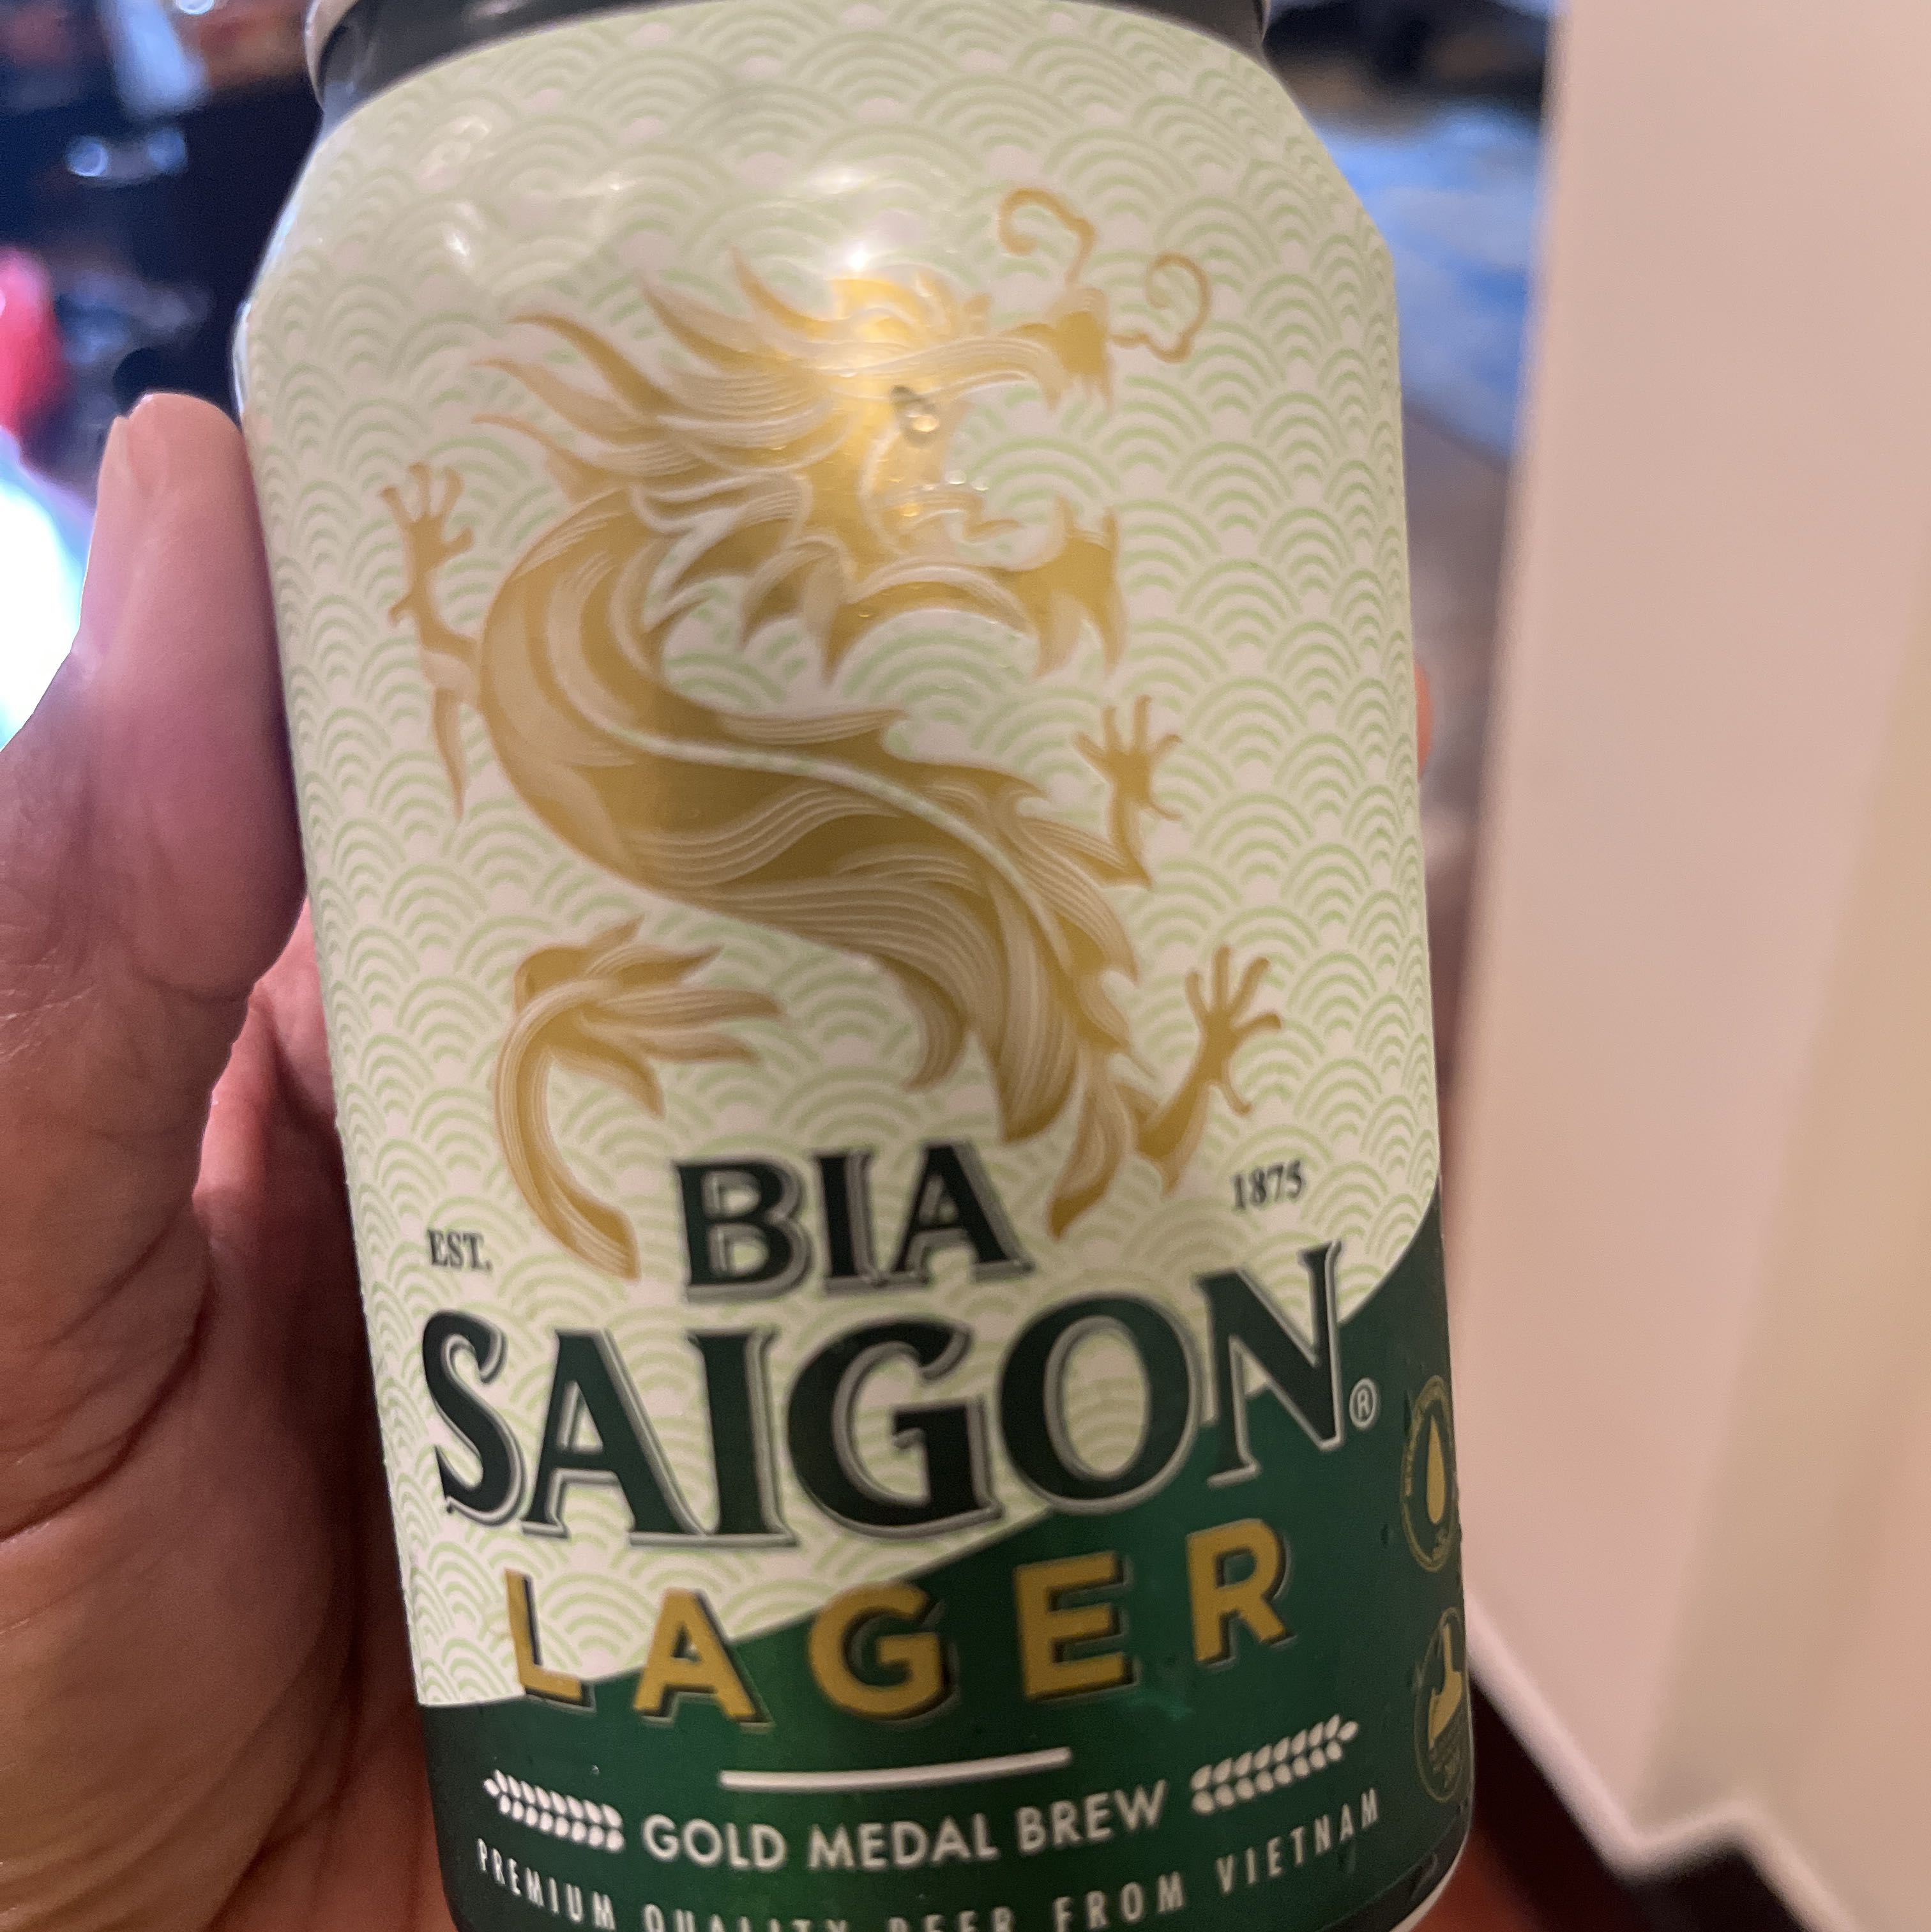 BIA
EST. 1875
SAIGON®
LAGER
GOLD MEDAL BREW
PREMIUM QUALITY BEER FROM VIETNAM